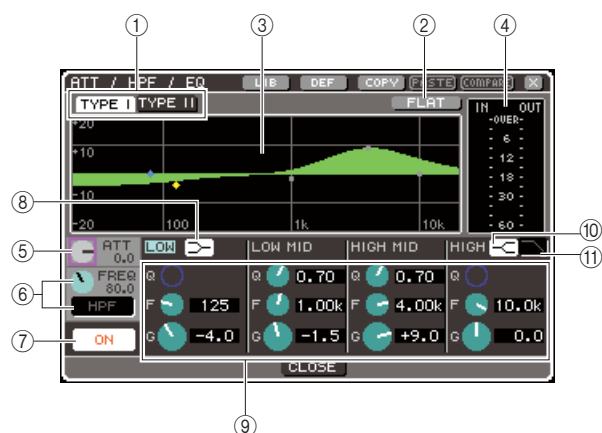 ① ③ ② ④
ATT / HPF / EQ LIB DEF COPY PASTE COMPARE X
TYPE I TYPE II FLAT IN OUT
-OVER-
+20
6
+10 12
18
-10 30
-20 100 1k 10k 60
⑧ ⑩
⑤ ATT 0.0 LOW LOW MID HIGH MID HIGH ⑪
⑥ FREQ 80.0 Q Q 0.70 Q 0.70 Q
HPF F 125 F 1.00k F 4.00k F 10.0k
⑦ ON G -4.0 G -1.5 G +9.0 G 0.0
CLOSE
⑨